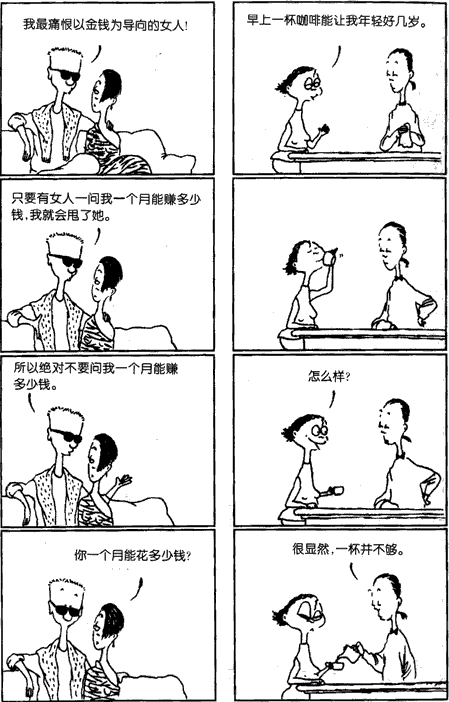 我最痛恨以金钱为导向的女人!
只要有女人一问我一个月能赚多少
钱,我就会甩了她。
所以绝对不要问我一个月能赚
多少钱。
你一个月能花多少钱?
早上一杯咖啡能让我年轻好几岁。
怎么样?
很显然,一杯并不够。